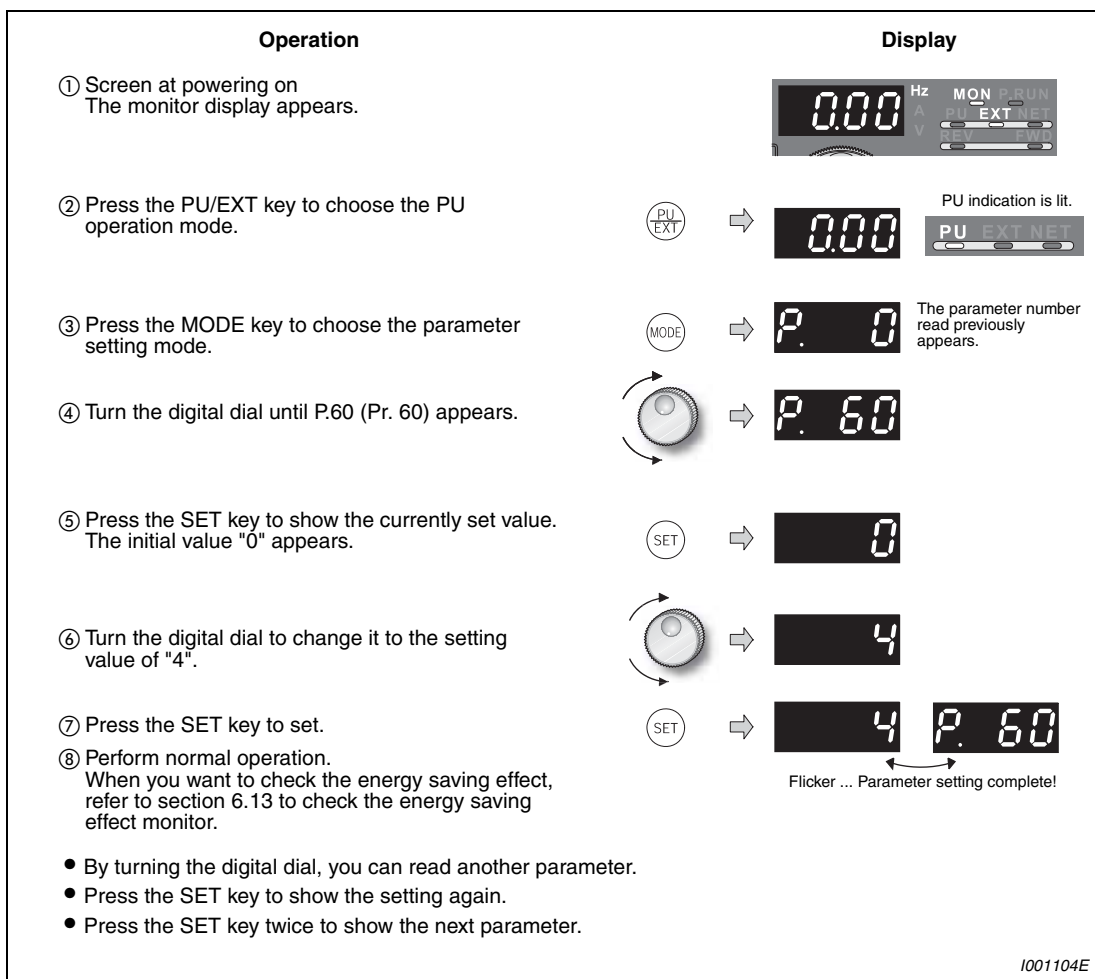 Operation
Display
① Screen at powering on
The monitor display appears.
0.00
Hz
A
V
MON P.RUN
PU EXT NET
REV FWD
② Press the PU/EXT key to choose the PU
operation mode.
PU
EXT
0.00
PU indication is lit.
PU EXT NET
③ Press the MODE key to choose the parameter
setting mode.
MODE
P. 0
The parameter number
read previously
appears.
④ Turn the digital dial until P.60 (Pr. 60) appears.
P. 60
⑤ Press the SET key to show the currently set value.
The initial value "0" appears.
SET
0
⑥ Turn the digital dial to change it to the setting
value of "4".
4
⑦ Press the SET key to set.
SET
4
P. 60
Flicker ... Parameter setting complete!
⑧ Perform normal operation.
When you want to check the energy saving effect,
refer to section 6.13 to check the energy saving
effect monitor.
• By turning the digital dial, you can read another parameter.
• Press the SET key to show the setting again.
• Press the SET key twice to show the next parameter.
I001104E